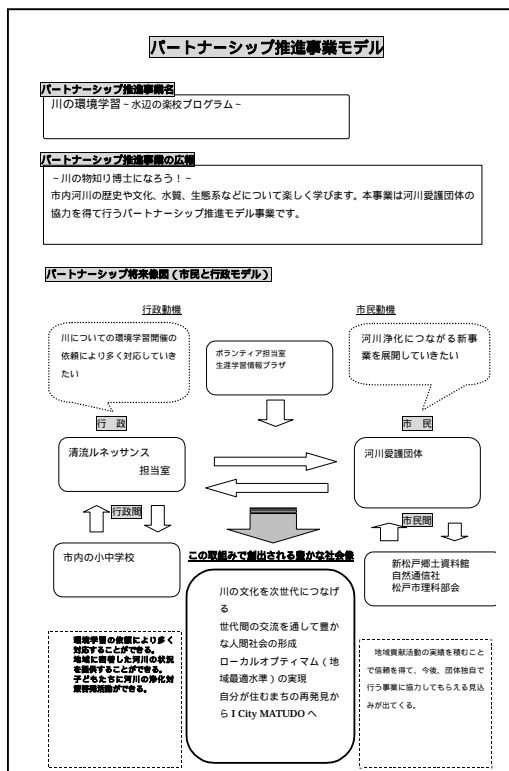 パートナーシップ推進事業モデル
パートナーシップ推進事業名
川の環境学習－水辺の楽校プログラム－
パートナーシップ推進事業の広報
－川の物知り博士になろう！－
市内河川の歴史や文化、水質、生態系などについて楽しく学びます。本事業は河川愛護団体の
協力を得て行うパートナーシップ推進モデル事業です。
パートナーシップ将来像図（市民と行政モデル）
行政動機
市民動機
川についての環境学習開催の
依頼により多く対応していき
たい
ボランティア担当室
生涯学習情報プラザ
河川浄化につながる新事
業を展開していきたい
行　政
市　民
清流ルネッサンス
担当室
河川愛護団体
行政間
市民間
市内の小中学校
この取組みで創出される豊かな社会像
新松戸郷土資料館
自然通信社
松戸市理科部会
川の文化を次世代につなげ
る
世代間の交流を通して豊か
な人間社会の形成
ローカルオプティマム（地
域最適水準）の実現
自分が住むまちの再発見か
ら I City MATUDO へ
環境学習の依頼により多く
対応することができる。
地域に密着した河川の状況
を提供することができる。
子どもたちに河川の浄化対
策啓発活動ができる。
地域貢献活動の実績を積むこと
で信頼を得て、今後、団体独自で
行う事業に協力してもらえる見込
みが出てくる。